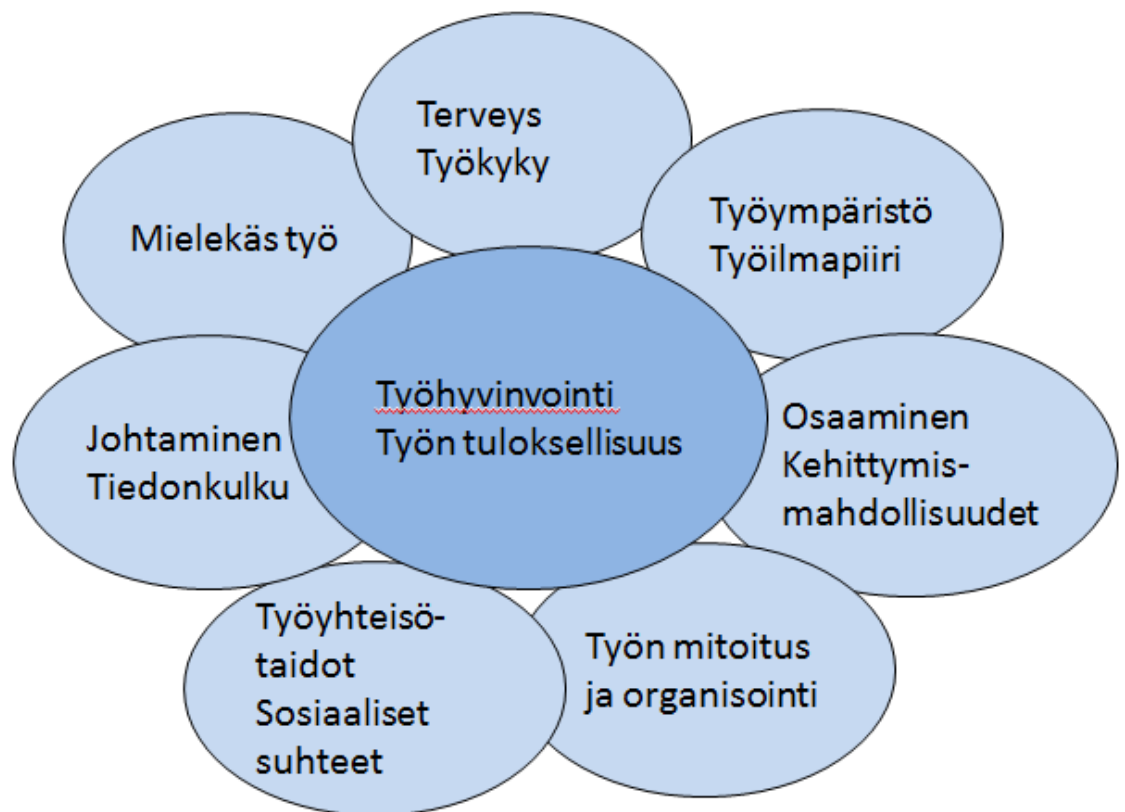 Terveys
Työkyky
Työympäristö
Työilmapiiri
Mielekäs työ
Työhyvinvointi
Työn tuloksellisuus
Osaaminen
Kehittymis-
mahdollisuudet
Johtaminen
Tiedonkulku
Työyhteisö-
taidot
Sosiaaliset
suhteet
Työn mitoitus
ja organisointi